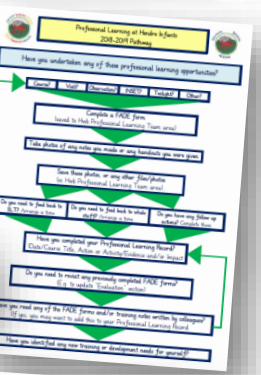 Professional Learning at Hendre Infants
2018-2019 Pathway
Have you undertaken any of these professional learning opportunities?
Course? Visit? Observation? INSET? Twilight? Other?
Complete a FADE form
(saved to Hwb Professional Learning Team area)
Take photos of any notes you made or any handouts you were given.
Save these photos, or any other files/photos
(to Hwb Professional Learning Team area)
Do you need to feed back to
SLT? Arrange a time
Do you need to feed back to whole
staff? Arrange a time
Do you have any follow up
actions? Complete these
Have you completed your Professional Learning Record?
Date/Course Title, Action or Activity/Evidence and/or Impact
Do you need to revisit any previously completed FADE forms?
(E.g. to update "Evaluation" action)
you need any of the FADE forms and/or training notes written by colleagues?
If yes, you may want to add this to your Professional Learning Record
Have you identified any new training or development needs for yourself?